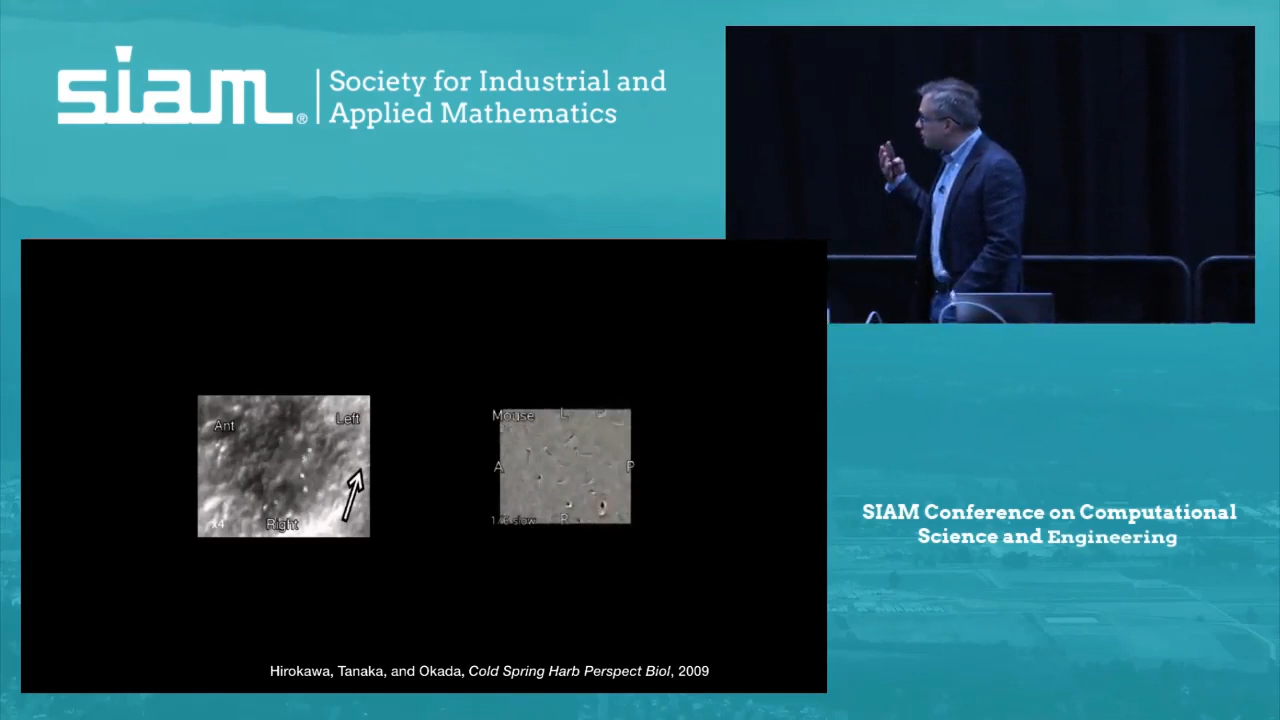 siam®
Society for Industrial and
Applied Mathematics
Ant
Left
x4
Right
Mouse
L
A
P
R
Hirokawa, Tanaka, and Okada, Cold Spring Harb Perspect Biol, 2009
SIAM Conference on Computational
Science and Engineering